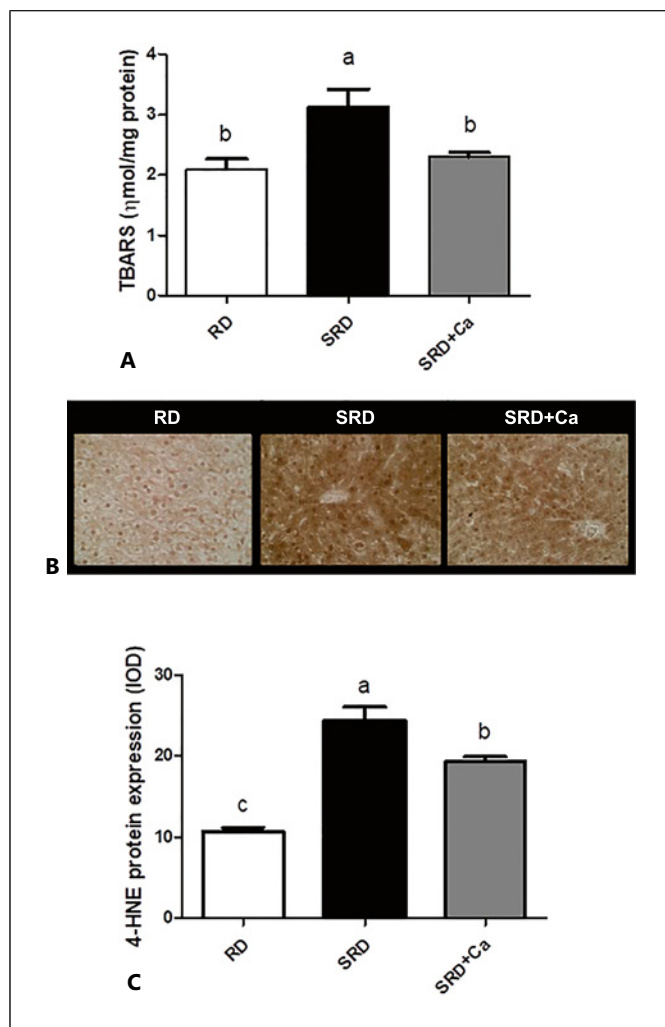 a
b
b
4
3
2
1
0
TBARS (ηmol/mg protein)
RD
SRD
SRD+Ca
A
RD
SRD
SRD+Ca
B
a
b
c
30
20
10
0
4-HNE protein expression (IOD)
RD
SRD
SRD+Ca
C